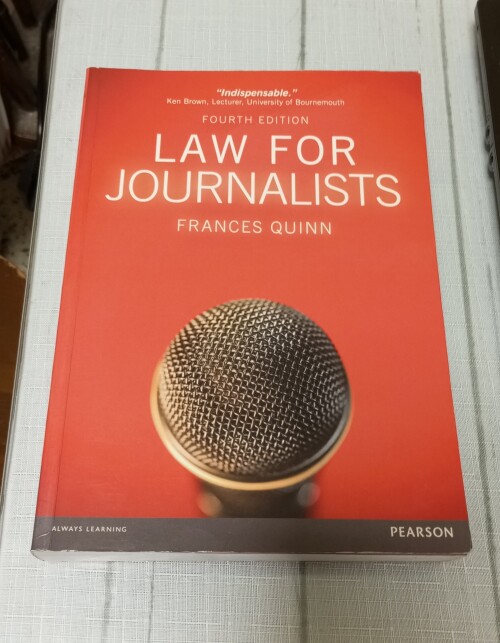 "Indispensable."
Ken Brown, Lecturer, University of Bournemouth
FOURTH EDITION
LAW FOR
JOURNALISTS
FRANCES QUINN
ALWAYS LEARNING
PEARSON